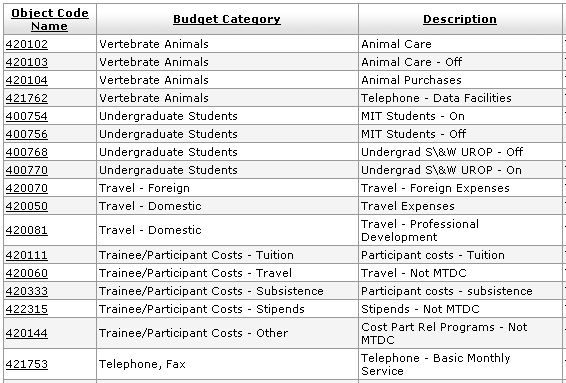 Object Code Name Budget Category Description
420102 Vertebrate Animals Animal Care
420103 Vertebrate Animals Animal Care - Off
420104 Vertebrate Animals Animal Purchases
421762 Vertebrate Animals Telephone - Data Facilities
400754 Undergraduate Students MIT Students - On
400756 Undergraduate Students MIT Students - Off
400768 Undergraduate Students Undergrad S\&W UROP - Off
400770 Undergraduate Students Undergrad S\&W UROP - On
420070 Travel - Foreign Travel - Foreign Expenses
420050 Travel - Domestic Travel Expenses
420081 Travel - Domestic Travel - Professional Development
420111 Trainee/Participant Costs - Tuition Participant costs - Tuition
420060 Trainee/Participant Costs - Travel Travel - Not MTDC
420333 Trainee/Participant Costs - Subsistence Participant costs - subsistence
422315 Trainee/Participant Costs - Stipends Stipends - Not MTDC
420144 Trainee/Participant Costs - Other Cost Part Rel Programs - Not MTDC
421753 Telephone, Fax Telephone - Basic Monthly Service